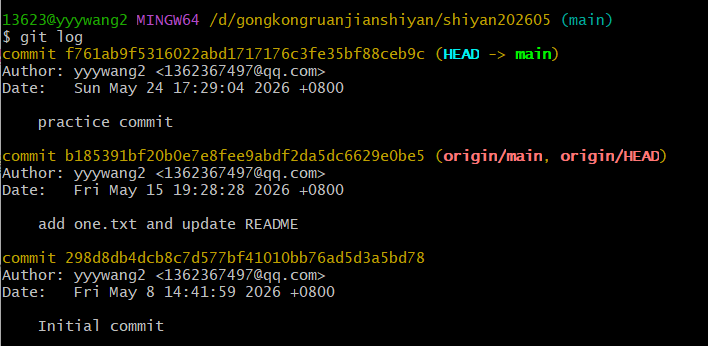 13623@yyywang2 MINGW64 /d/gongkongruanjianshiyan/shiyan202605 (main)
$ git log
commit f761ab9f5316022abd1717176c3fe35bf88ceb9c (HEAD -> main)
Author: yyywang2 <1362367497@qq.com>
Date:   Sun May 24 17:29:04 2026 +0800
    practice commit
commit b185391bf20b0e7e8fee9abdf2da5dc6629e0be5 (origin/main, origin/HEAD)
Author: yyywang2 <1362367497@qq.com>
Date:   Fri May 15 19:28:28 2026 +0800
    add one.txt and update README
commit 298d8db4dcb8c7d577bf41010bb76ad5d3a5bd78
Author: yyywang2 <1362367497@qq.com>
Date:   Fri May 8 14:41:59 2026 +0800
    Initial commit